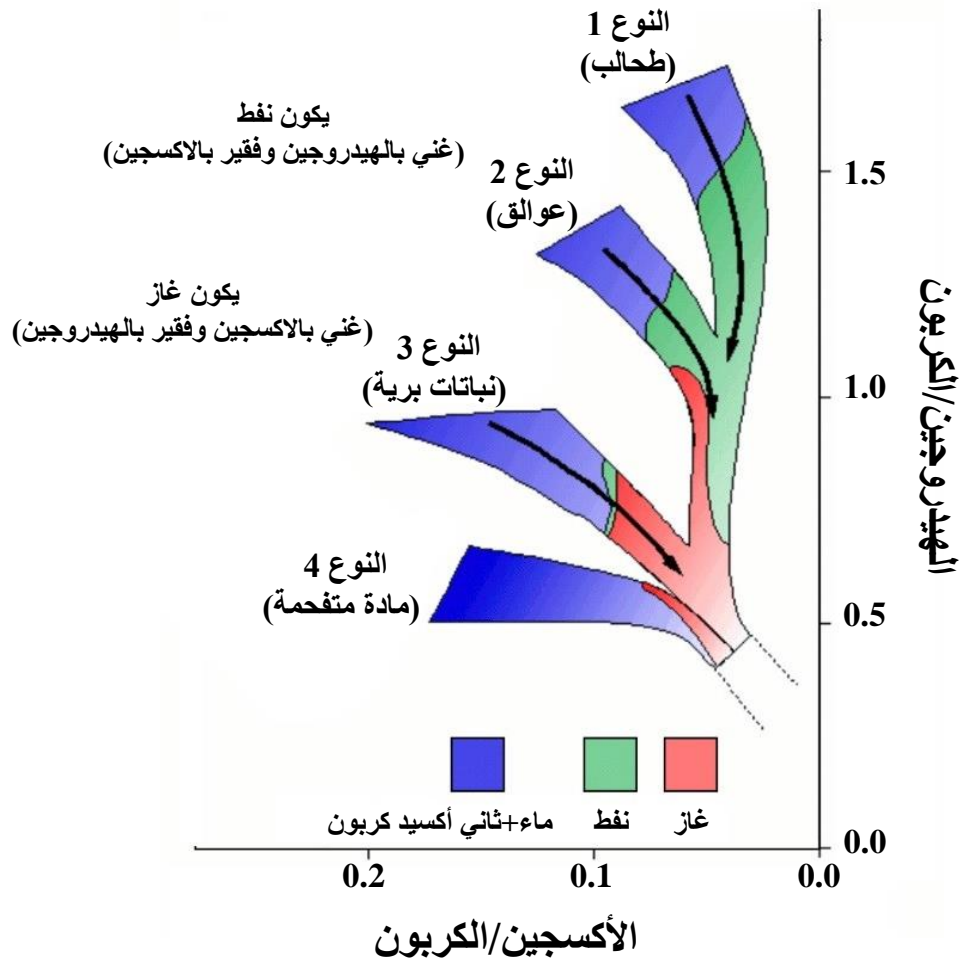 النوع 1
(طحالب)
يكون نفط
(غني بالهيدروجين وفقير بالاكسجين)
النوع 2
(عوالق)
يكون غاز
(غني بالاكسجين وفقير بالهيدروجين)
النوع 3
(نباتات برية)
النوع 4
(مادة متفحمة)
1.5
1.0
0.5
0.0
الهيدروجين/الكربون
غاز
نفط
ماء+ثاني أكسيد كربون
0.0
0.1
0.2
الأكسجين/الكربون